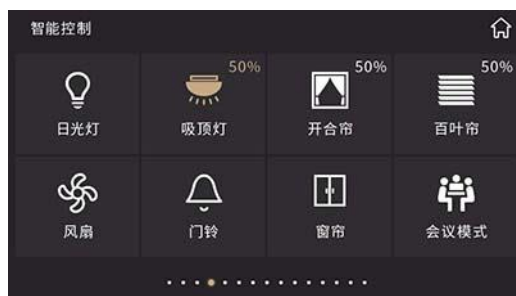 智能控制
50%
50%
50%
日光灯
吸顶灯
开合帘
百叶帘
风扇
门铃
窗帘
会议模式